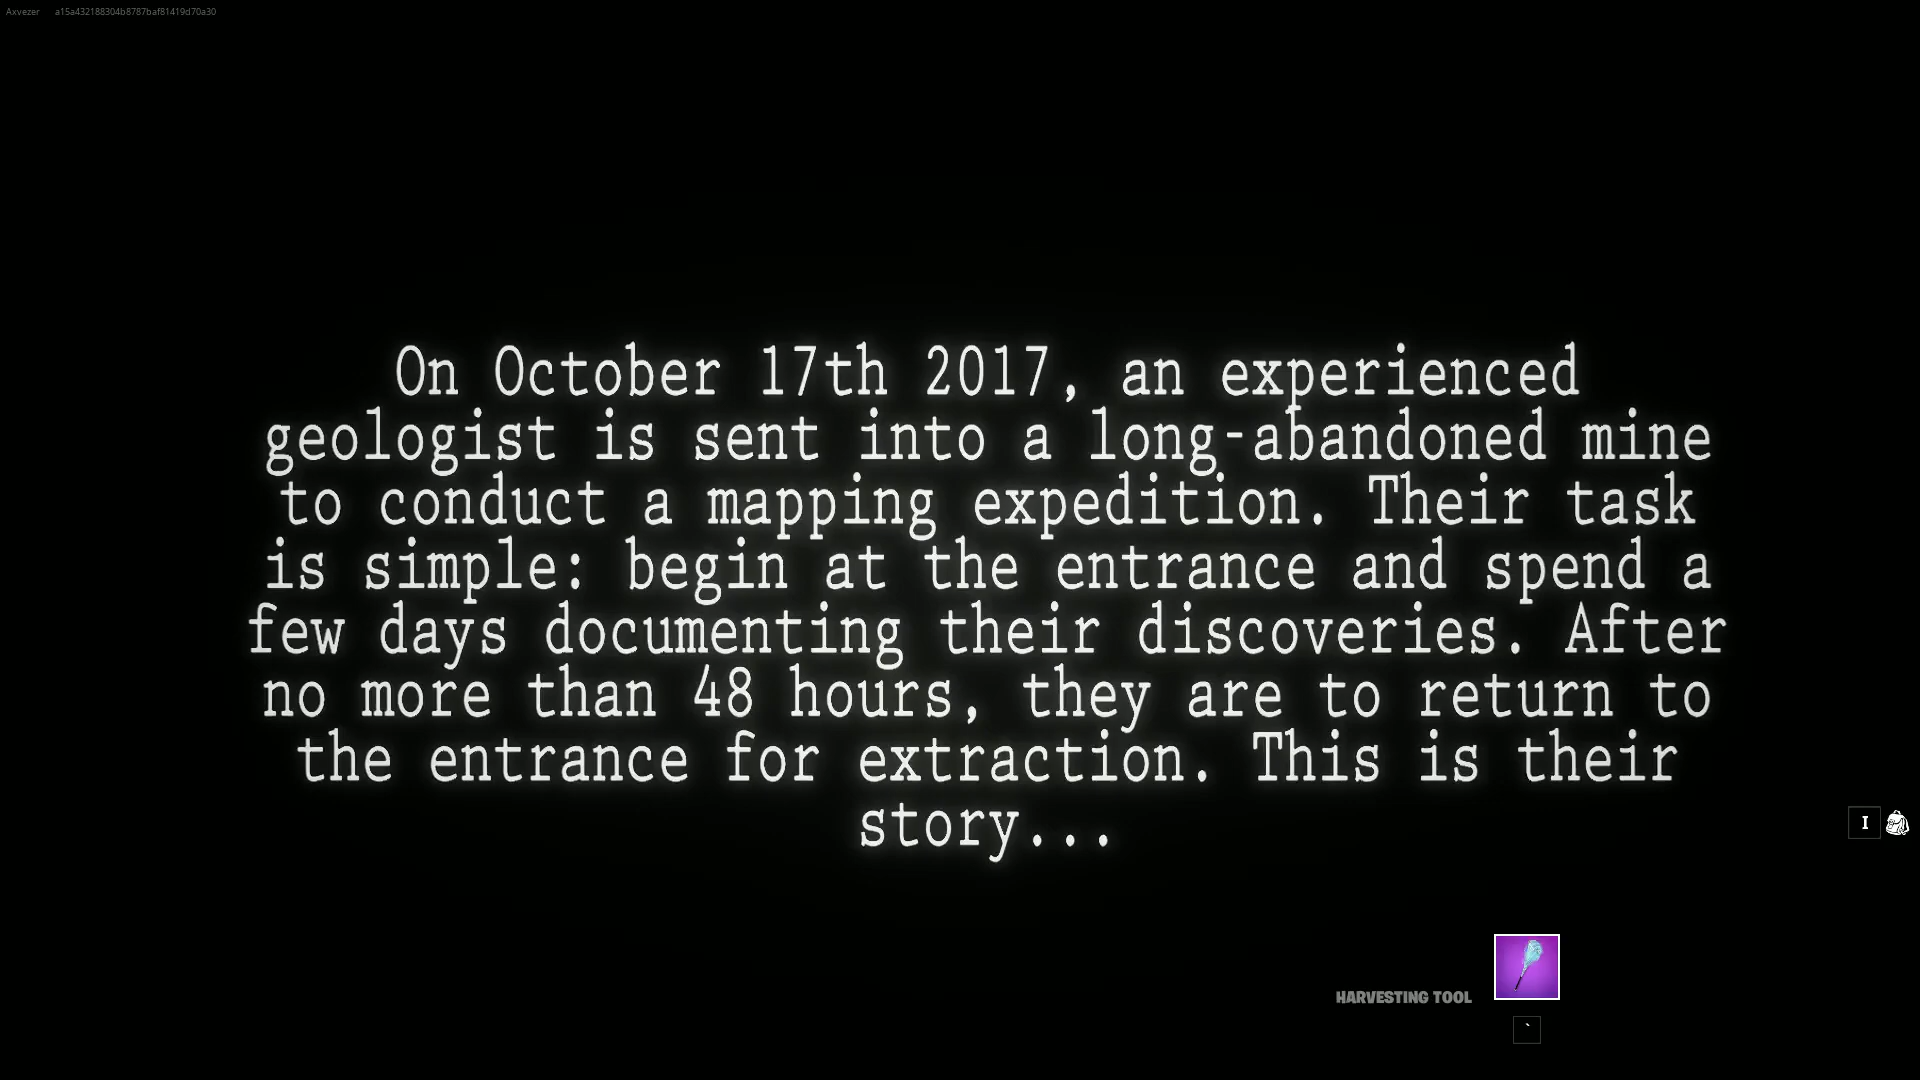 Axvezer a15a432188304b8787baf81419d70a30
On October 17th 2017, an experienced
geologist is sent into a long-abandoned mine
to conduct a mapping expedition. Their task
is simple: begin at the entrance and spend a
few days documenting their discoveries. After
no more than 48 hours, they are to return to
the entrance for extraction. This is their
story...
I
HARVESTING TOOL
`